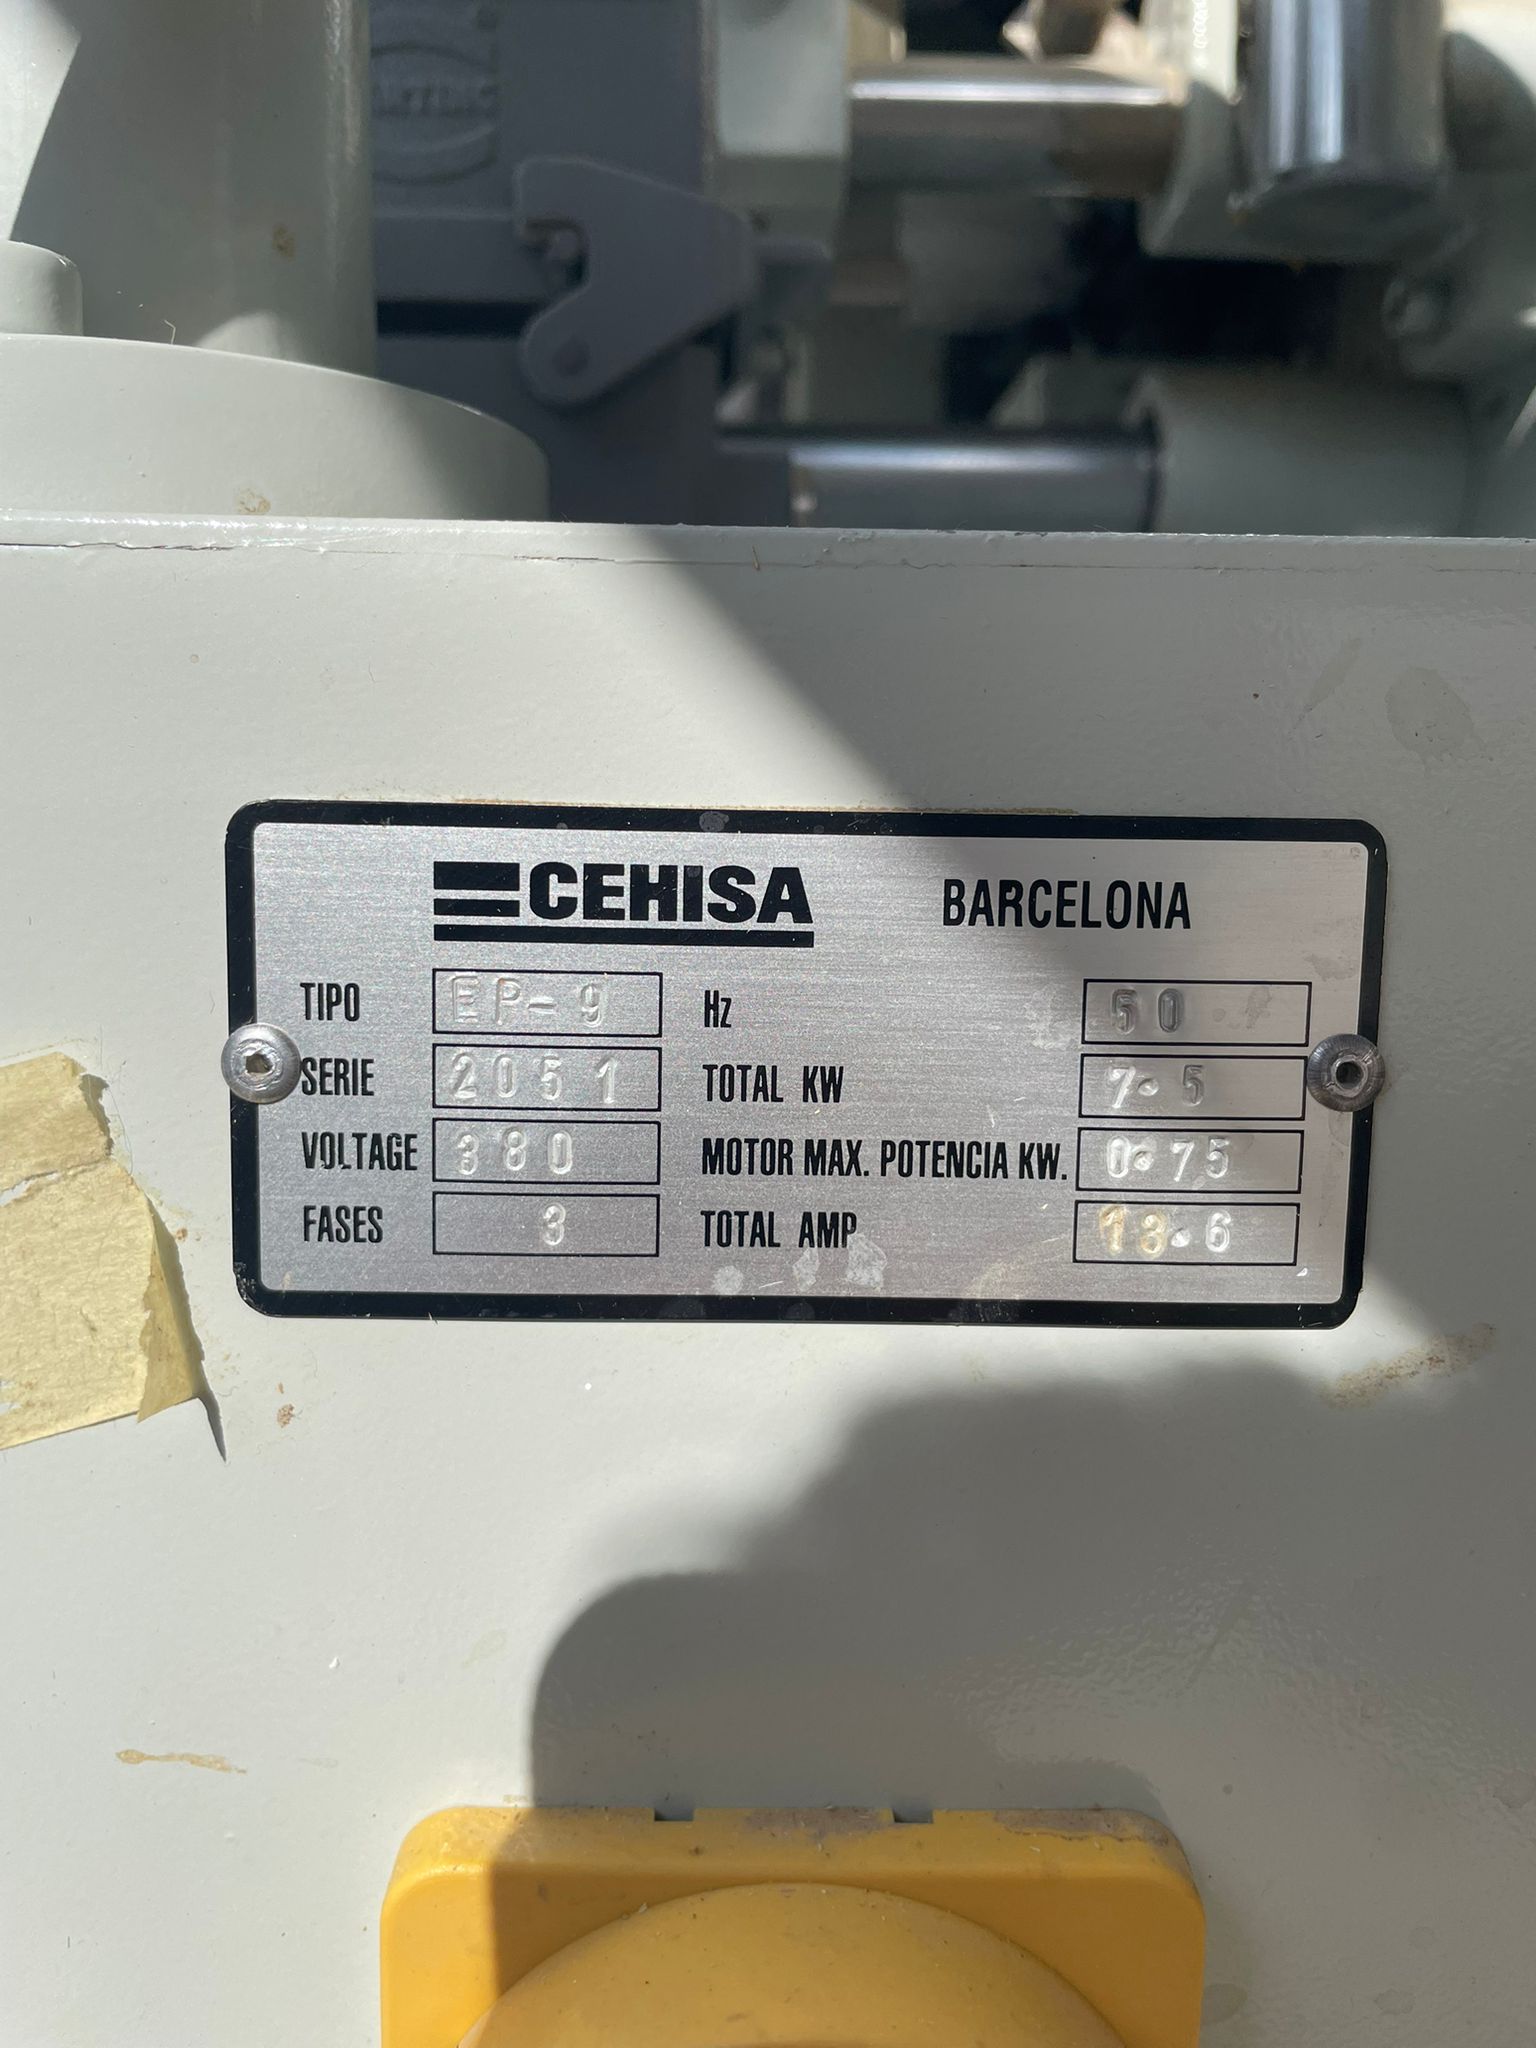 CEHISA BARCELONA
TIPO EP-9 Hz 50
SERIE 2051 TOTAL KW 7.5
VOLTAGE 380 MOTOR MAX. POTENCIA KW. 0.75
FASES 3 TOTAL AMP 13.6